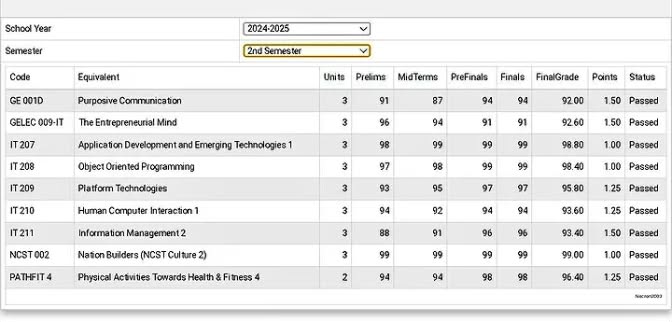 School Year 2024-2025
Semester 2nd Semester
Code Equivalent Units Prelims MidTerms PreFinals Finals FinalGrade Points Status
GE 001D Purposive Communication 3 91 87 94 94 92.00 1.50 Passed
GELEC 009-IT The Entrepreneurial Mind 3 96 94 91 91 92.60 1.50 Passed
IT 207 Application Development and Emerging Technologies 1 3 98 99 99 99 98.80 1.00 Passed
IT 208 Object Oriented Programming 3 97 98 99 99 98.40 1.00 Passed
IT 209 Platform Technologies 3 93 95 97 97 95.80 1.25 Passed
IT 210 Human Computer Interaction 1 3 94 92 94 94 93.60 1.25 Passed
IT 211 Information Management 2 3 88 91 96 96 93.40 1.50 Passed
NCST 002 Nation Builders (NCST Culture 2) 3 99 99 99 99 99.00 1.00 Passed
PATHFIT 4 Physical Activities Towards Health & Fitness 4 2 94 94 98 98 96.40 1.25 Passed